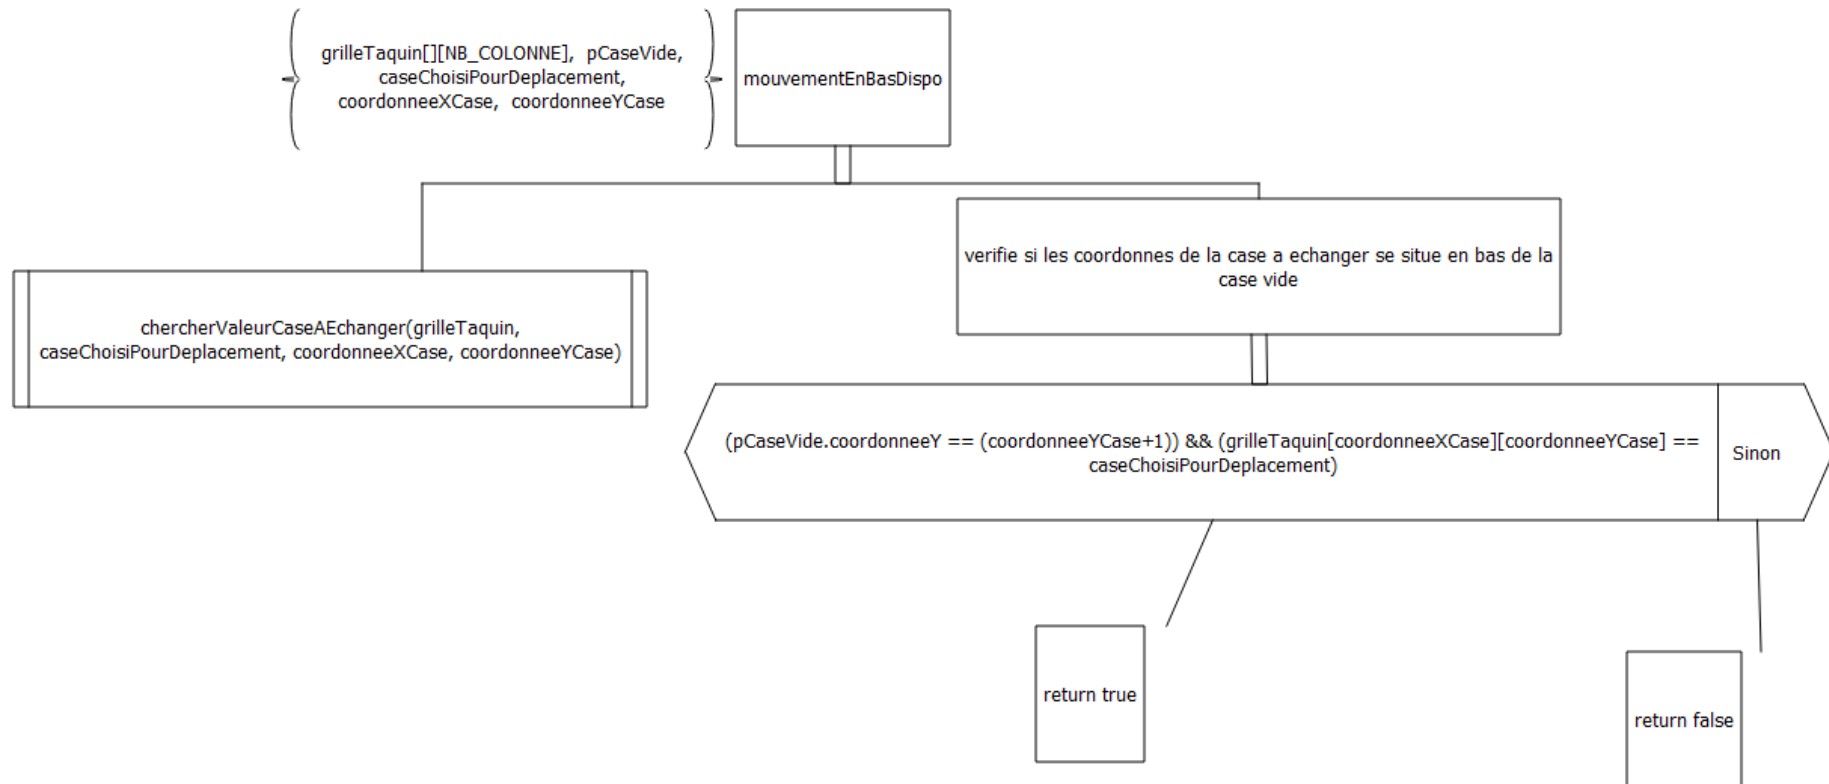 grilleTaquin[][NB_COLONNE], pCaseVide,
caseChoisiPourDeplacement,
coordonneeXCase, coordonneeYCase
mouvementEnBasDispo
verifie si les coordonnes de la case a echanger se situe en bas de la
case vide
chercherValeurCaseAEchanger(grilleTaquin,
caseChoisiPourDeplacement, coordonneeXCase, coordonneeYCase)
(pCaseVide.coordonneeY == (coordonneeYCase+1)) && (grilleTaquin[coordonneeXCase][coordonneeYCase] ==
caseChoisiPourDeplacement)
Sinon
return true
return false